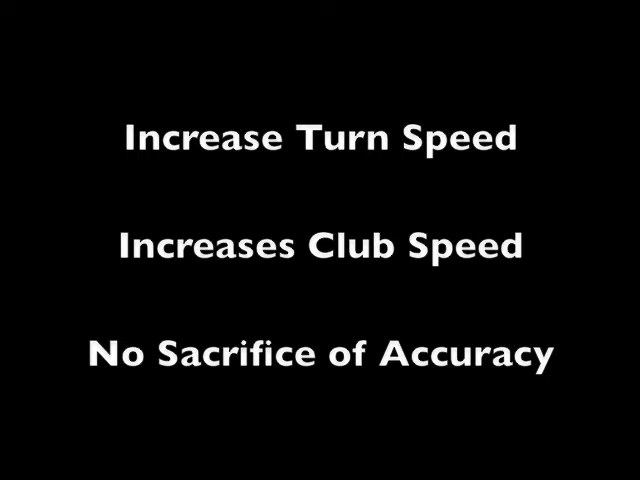 Increase Turn Speed
Increases Club Speed
No Sacrifice of Accuracy